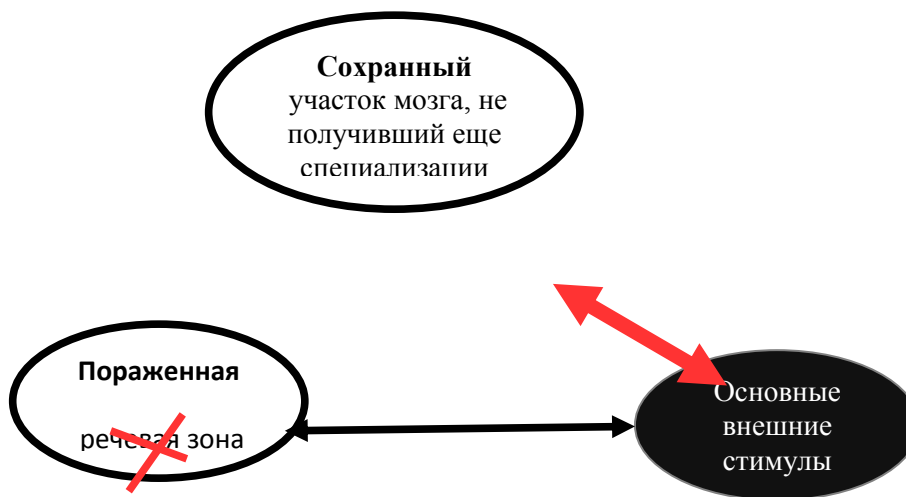 Сохранный
участок мозга, не
получивший еще
специализации
Пораженная
речевая зона
Основные
внешние
стимулы